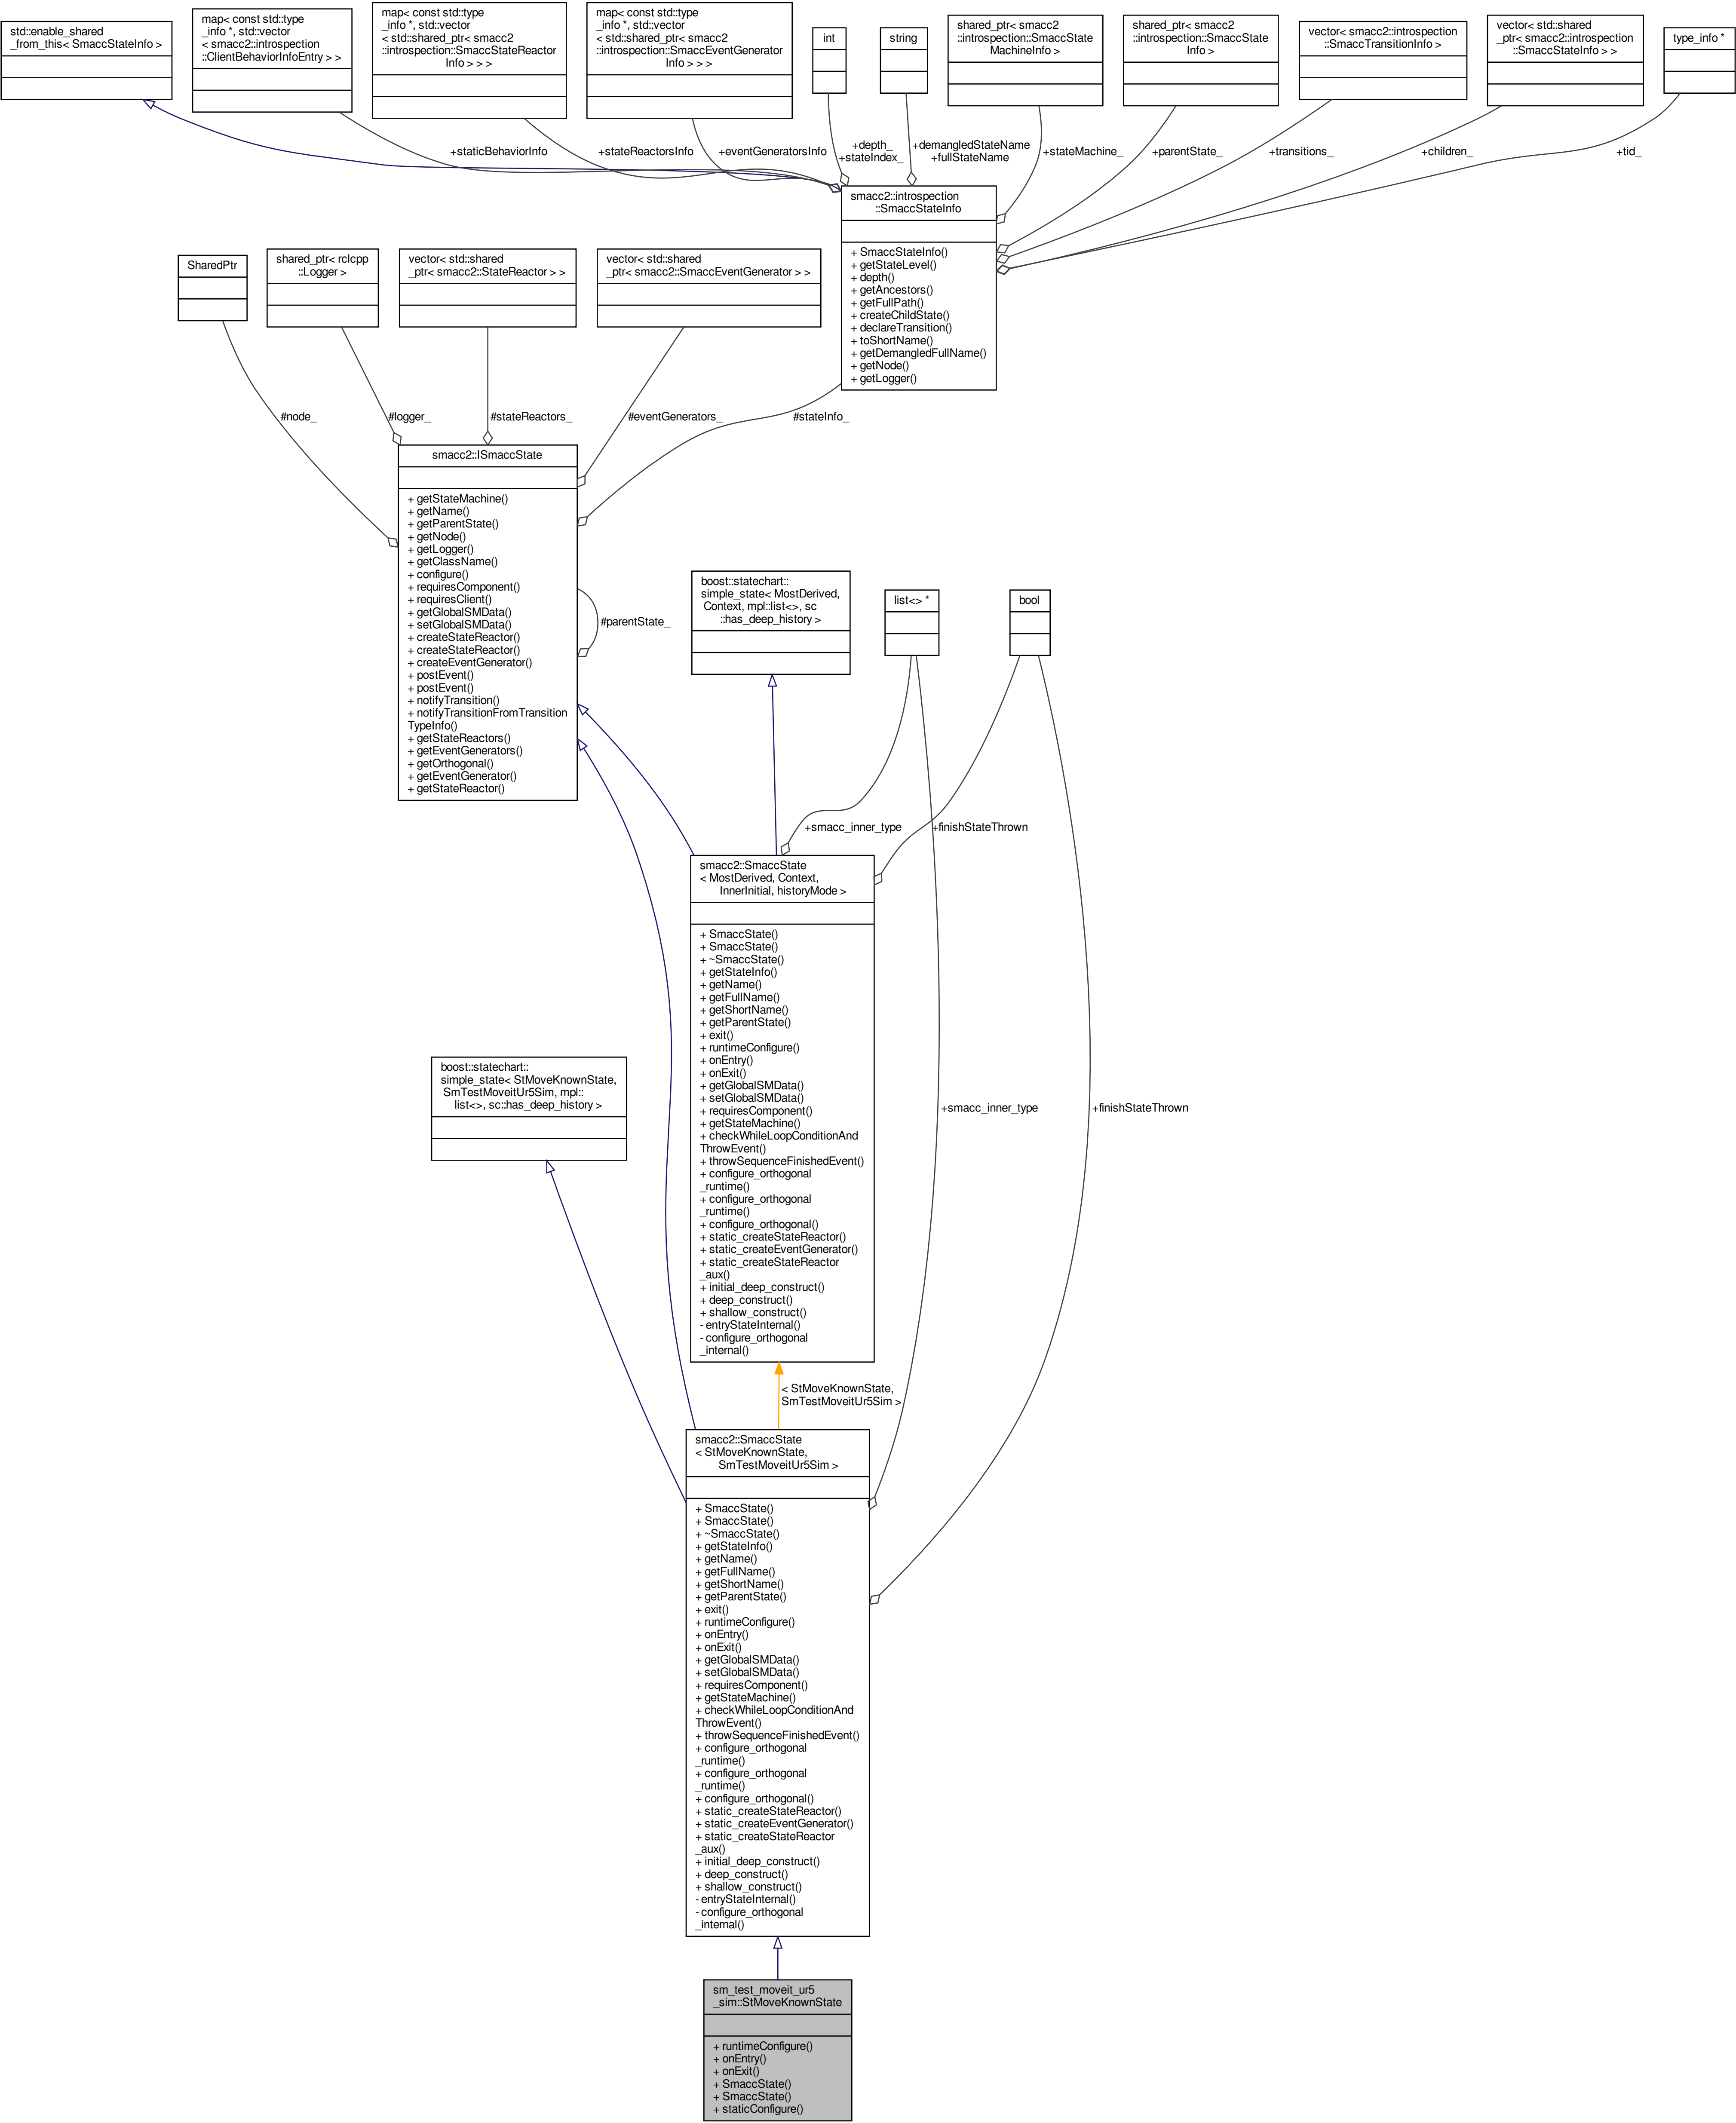 std::enable_shared
_from_this< SmaccStateInfo >
map< const std::type
_info *, std::vector
< smacc2::introspection
::ClientBehaviorInfoEntry > >
map< const std::type
_info *, std::vector
< std::shared_ptr< smacc2
::introspection::SmaccStateReactor
Info > > >
map< const std::type
_info *, std::vector
< std::shared_ptr< smacc2
::introspection::SmaccEventGenerator
Info > > >
int
string
shared_ptr< smacc2
::introspection::SmaccState
MachineInfo >
shared_ptr< smacc2
::introspection::SmaccState
Info >
vector< smacc2::introspection
::SmaccTransitionInfo >
vector< std::shared
_ptr< smacc2::introspection
::SmaccStateInfo > >
type_info *
+staticBehaviorInfo
+stateReactorsInfo
+eventGeneratorsInfo
+depth_
+stateIndex_
+demangledStateName
+fullStateName
+stateMachine_
+parentState_
+transitions_
+children_
+tid_
smacc2::introspection
::SmaccStateInfo
+ SmaccStateInfo()
+ getStateLevel()
+ depth()
+ getAncestors()
+ getFullPath()
+ createChildState()
+ declareTransition()
+ toShortName()
+ getDemangledFullName()
+ getNode()
+ getLogger()
SharedPtr
shared_ptr< rclcpp
::Logger >
vector< std::shared
_ptr< smacc2::StateReactor > >
vector< std::shared
_ptr< smacc2::SmaccEventGenerator > >
#node_
#logger_
#stateReactors_
#eventGenerators_
#stateInfo_
smacc2::ISmaccState
+ getStateMachine()
+ getName()
+ getParentState()
+ getNode()
+ getLogger()
+ getClassName()
+ configure()
+ requiresComponent()
+ requiresClient()
+ getGlobalSMData()
+ setGlobalSMData()
+ createStateReactor()
+ createStateReactor()
+ createEventGenerator()
+ postEvent()
+ postEvent()
+ notifyTransition()
+ notifyTransitionFromTransition
TypeInfo()
+ getStateReactors()
+ getEventGenerators()
+ getOrthogonal()
+ getEventGenerator()
+ getStateReactor()
#parentState_
boost::statechart::
simple_state< MostDerived,
Context, mpl::list<>, sc
::has_deep_history >
list<> *
bool
+smacc_inner_type
+finishStateThrown
smacc2::SmaccState
< MostDerived, Context,
InnerInitial, historyMode >
+ SmaccState()
+ SmaccState()
+ ~SmaccState()
+ getStateInfo()
+ getName()
+ getFullName()
+ getShortName()
+ getParentState()
+ exit()
+ runtimeConfigure()
+ onEntry()
+ onExit()
+ getGlobalSMData()
+ setGlobalSMData()
+ requiresComponent()
+ getStateMachine()
+ checkWhileLoopConditionAnd
ThrowEvent()
+ throwSequenceFinishedEvent()
+ configure_orthogonal
_runtime()
+ configure_orthogonal
_runtime()
+ configure_orthogonal()
+ static_createStateReactor()
+ static_createEventGenerator()
+ static_createStateReactor
_aux()
+ initial_deep_construct()
+ deep_construct()
+ shallow_construct()
- entryStateInternal()
- configure_orthogonal
_internal()
boost::statechart::
simple_state< StMoveKnownState,
SmTestMoveitUr5Sim, mpl::
list<>, sc::has_deep_history >
+smacc_inner_type
+finishStateThrown
< StMoveKnownState,
SmTestMoveitUr5Sim >
smacc2::SmaccState
< StMoveKnownState,
SmTestMoveitUr5Sim >
+ SmaccState()
+ SmaccState()
+ ~SmaccState()
+ getStateInfo()
+ getName()
+ getFullName()
+ getShortName()
+ getParentState()
+ exit()
+ runtimeConfigure()
+ onEntry()
+ onExit()
+ getGlobalSMData()
+ setGlobalSMData()
+ requiresComponent()
+ getStateMachine()
+ checkWhileLoopConditionAnd
ThrowEvent()
+ throwSequenceFinishedEvent()
+ configure_orthogonal
_runtime()
+ configure_orthogonal
_runtime()
+ configure_orthogonal()
+ static_createStateReactor()
+ static_createEventGenerator()
+ static_createStateReactor
_aux()
+ initial_deep_construct()
+ deep_construct()
+ shallow_construct()
- entryStateInternal()
- configure_orthogonal
_internal()
sm_test_moveit_ur5
_sim::StMoveKnownState
+ runtimeConfigure()
+ onEntry()
+ onExit()
+ SmaccState()
+ SmaccState()
+ staticConfigure()